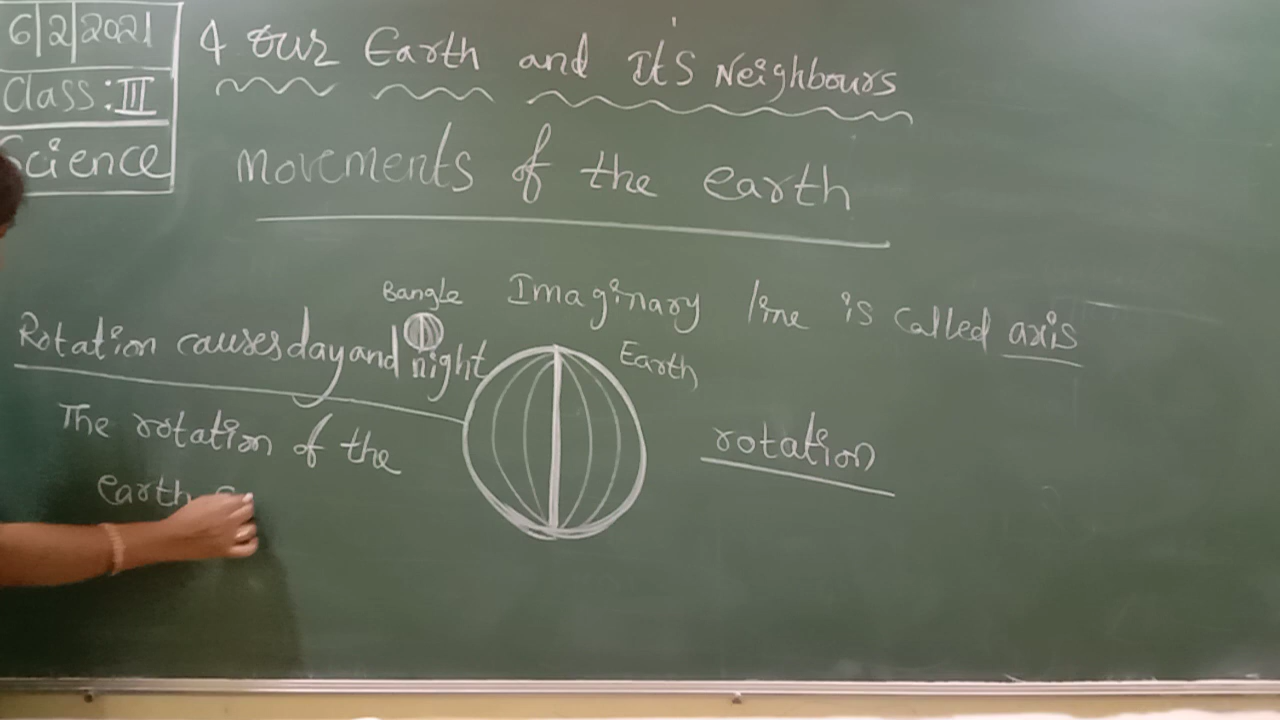 6/2/2021
Class: III
Science
4 Our Earth and It's Neighbours
Movements of the earth
Bangle
Imaginary line is called axis
Rotation causes day and night
Earth
The rotation of the
earth
rotation